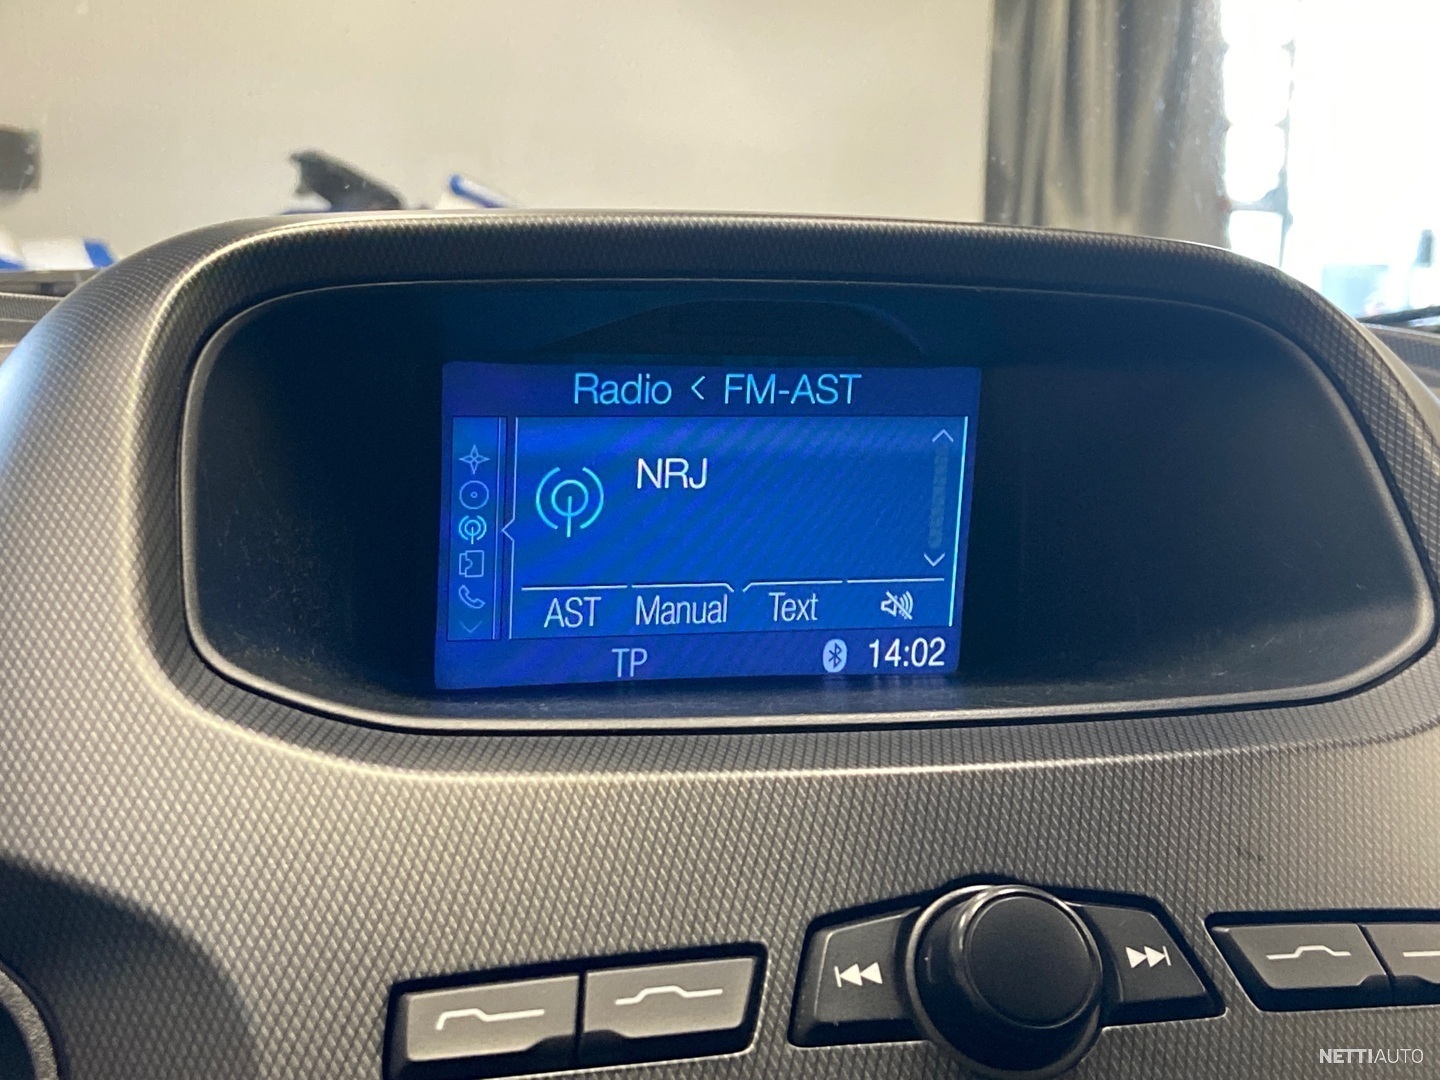 Radio < FM-AST
NRJ
AST Manual Text
TP 14:02
NETTIAUTO